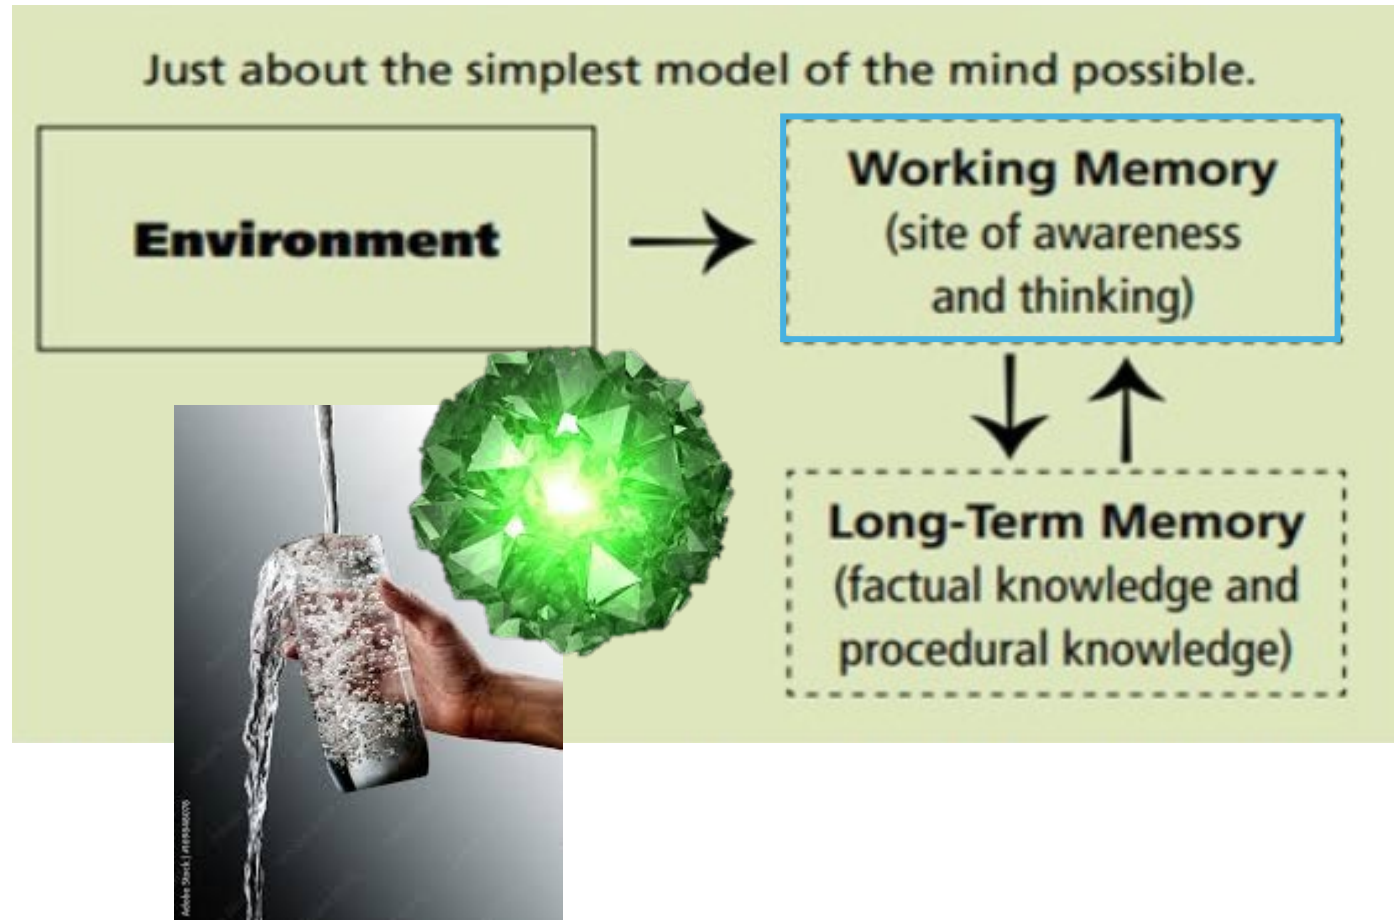 Just about the simplest model of the mind possible.
Environment
Working Memory
(site of awareness
and thinking)
Long-Term Memory
(factual knowledge and
procedural knowledge)